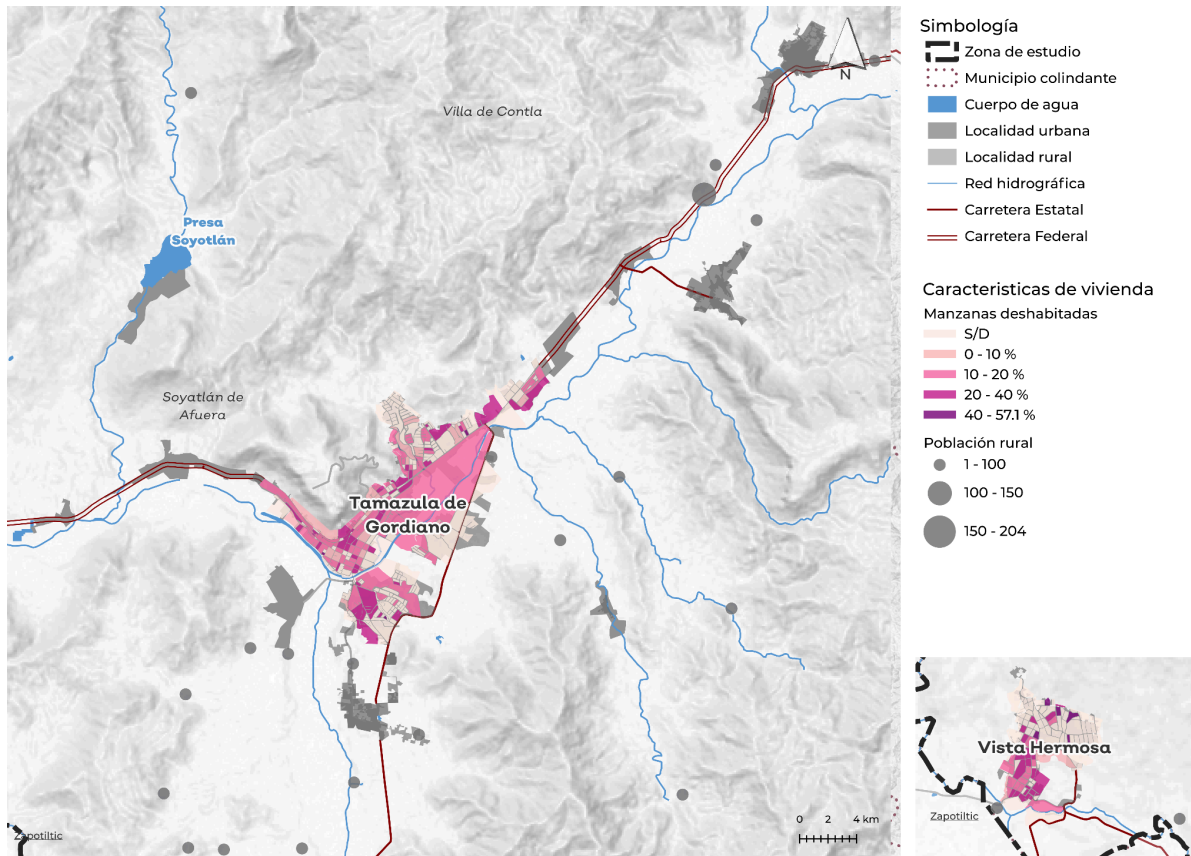 Villa de Contla
N
Presa
Soyotlán
Soyatlán de
Afuera
Tamazula de
Gordiano
Zapotiltic
0 2 4 km
Simbología
Zona de estudio
Municipio colindante
Cuerpo de agua
Localidad urbana
Localidad rural
Red hidrográfica
Carretera Estatal
Carretera Federal
Caracteristicas de vivienda
Manzanas deshabitadas
S/D
0 - 10 %
10 - 20 %
20 - 40 %
40 - 57.1 %
Población rural
1 - 100
100 - 150
150 - 204
Vista Hermosa
Zapotiltic